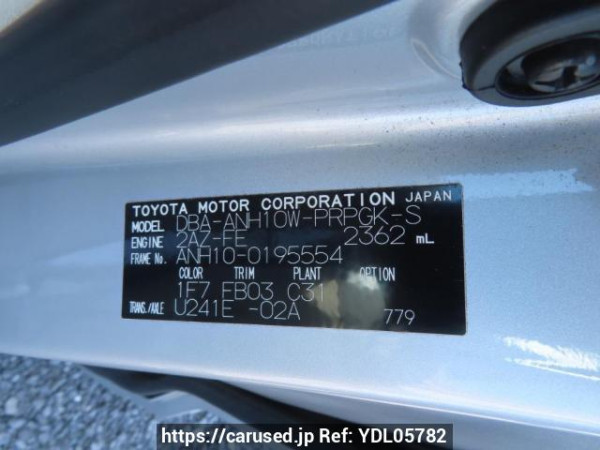 TOYOTA MOTOR CORPORATION JAPAN
MODEL DBA-ANH10W-PRPGK-S
ENGINE 2AZ-FE 2362 mL
FRAME No. ANH10-0195554
COLOR TRIM PLANT OPTION
1F7 FB03 C31
TRANS./AXLE U241E -02A 779
https://carused.jp Ref: YDL05782